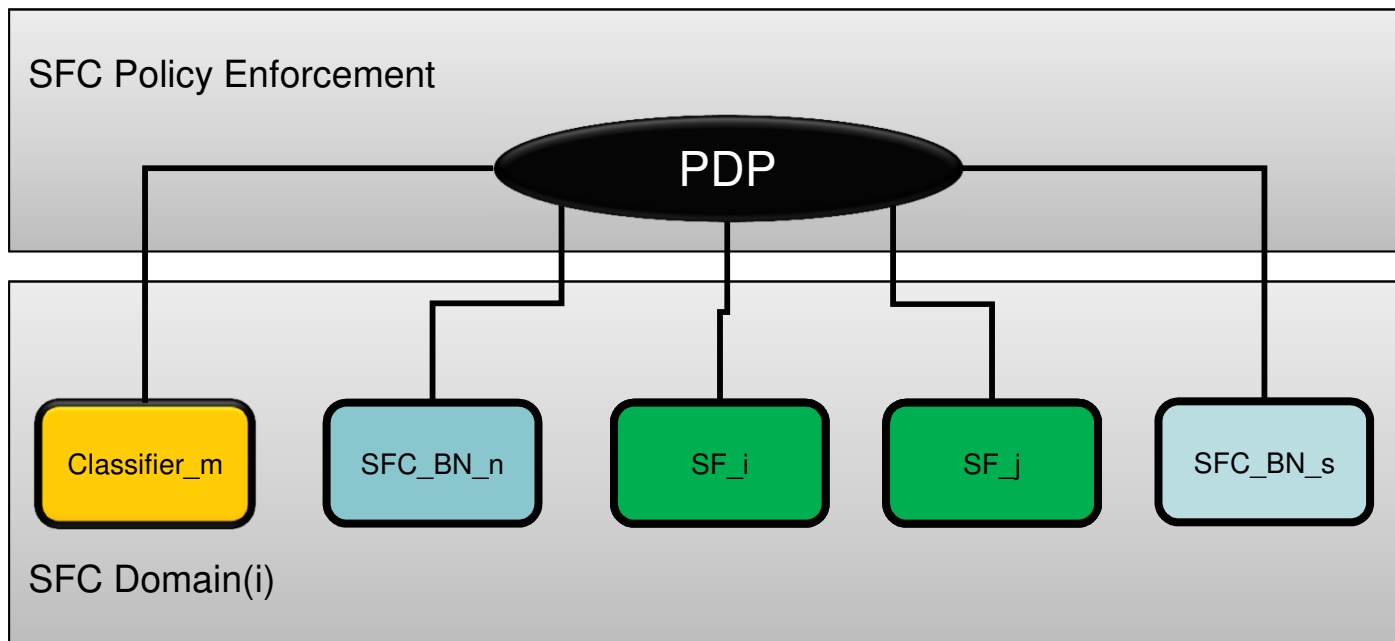 SFC Policy Enforcement
PDP
Classifier_m
SFC_BN_n
SF_i
SF_j
SFC_BN_s
SFC Domain(i)